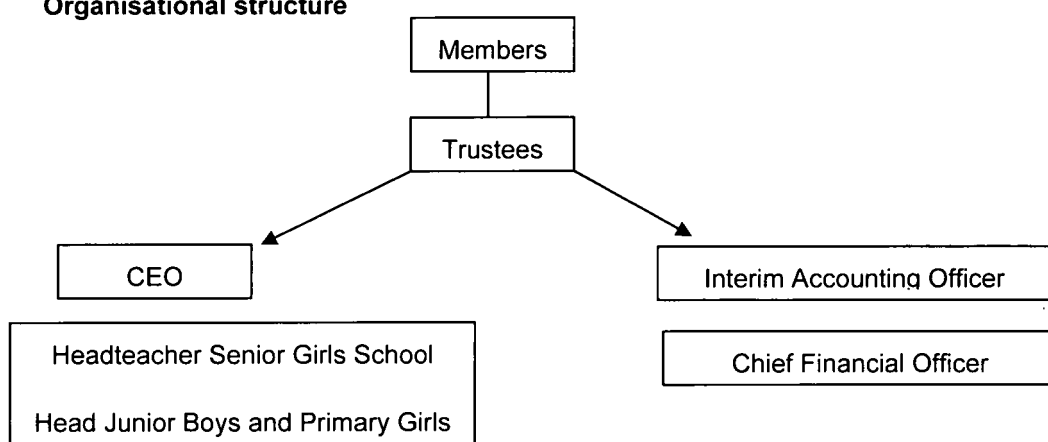 Organisational structure
Members
Trustees
CEO
Interim Accounting Officer
Headteacher Senior Girls School
Chief Financial Officer
Head Junior Boys and Primary Girls